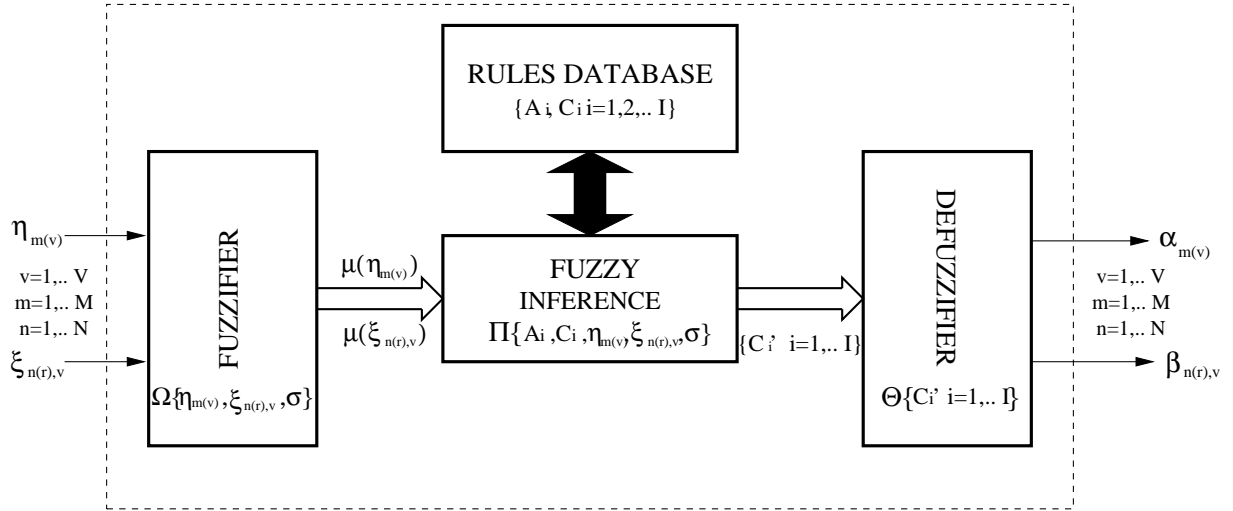 RULES DATABASE
{A i, C i i=1,2,.. I}
η m(v)
v=1,.. V
m=1,.. M
n=1,.. N
ξ n(r),v
FUZZIFIER
Ω{η m(v) , ξ n(r),v , σ}
μ(η m(v))
μ(ξ n(r),v)
FUZZY
INFERENCE
Π{A i , C i , η m(v), ξ n(r),v, σ}
{C i' i=1,.. I}
DEFUZZIFIER
Θ{C i' i=1,.. I}
α m(v)
v=1,.. V
m=1,.. M
n=1,.. N
β n(r),v